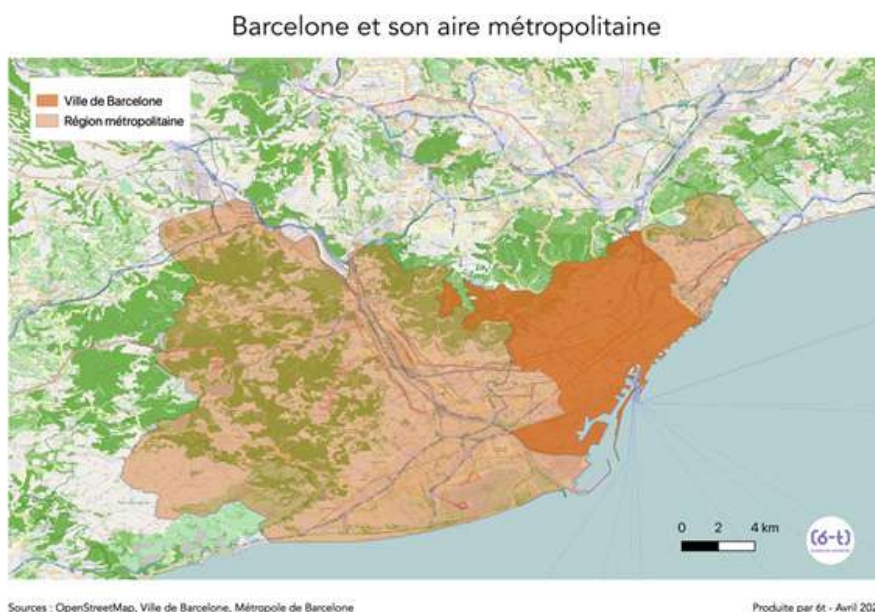 Barcelone et son aire métropolitaine
Ville de Barcelone
Région métropolitaine
0 2 4 km
(6-t)
Sources : OpenStreetMap, Ville de Barcelone, Métropole de Barcelone
Produite par 6t - Avril 202